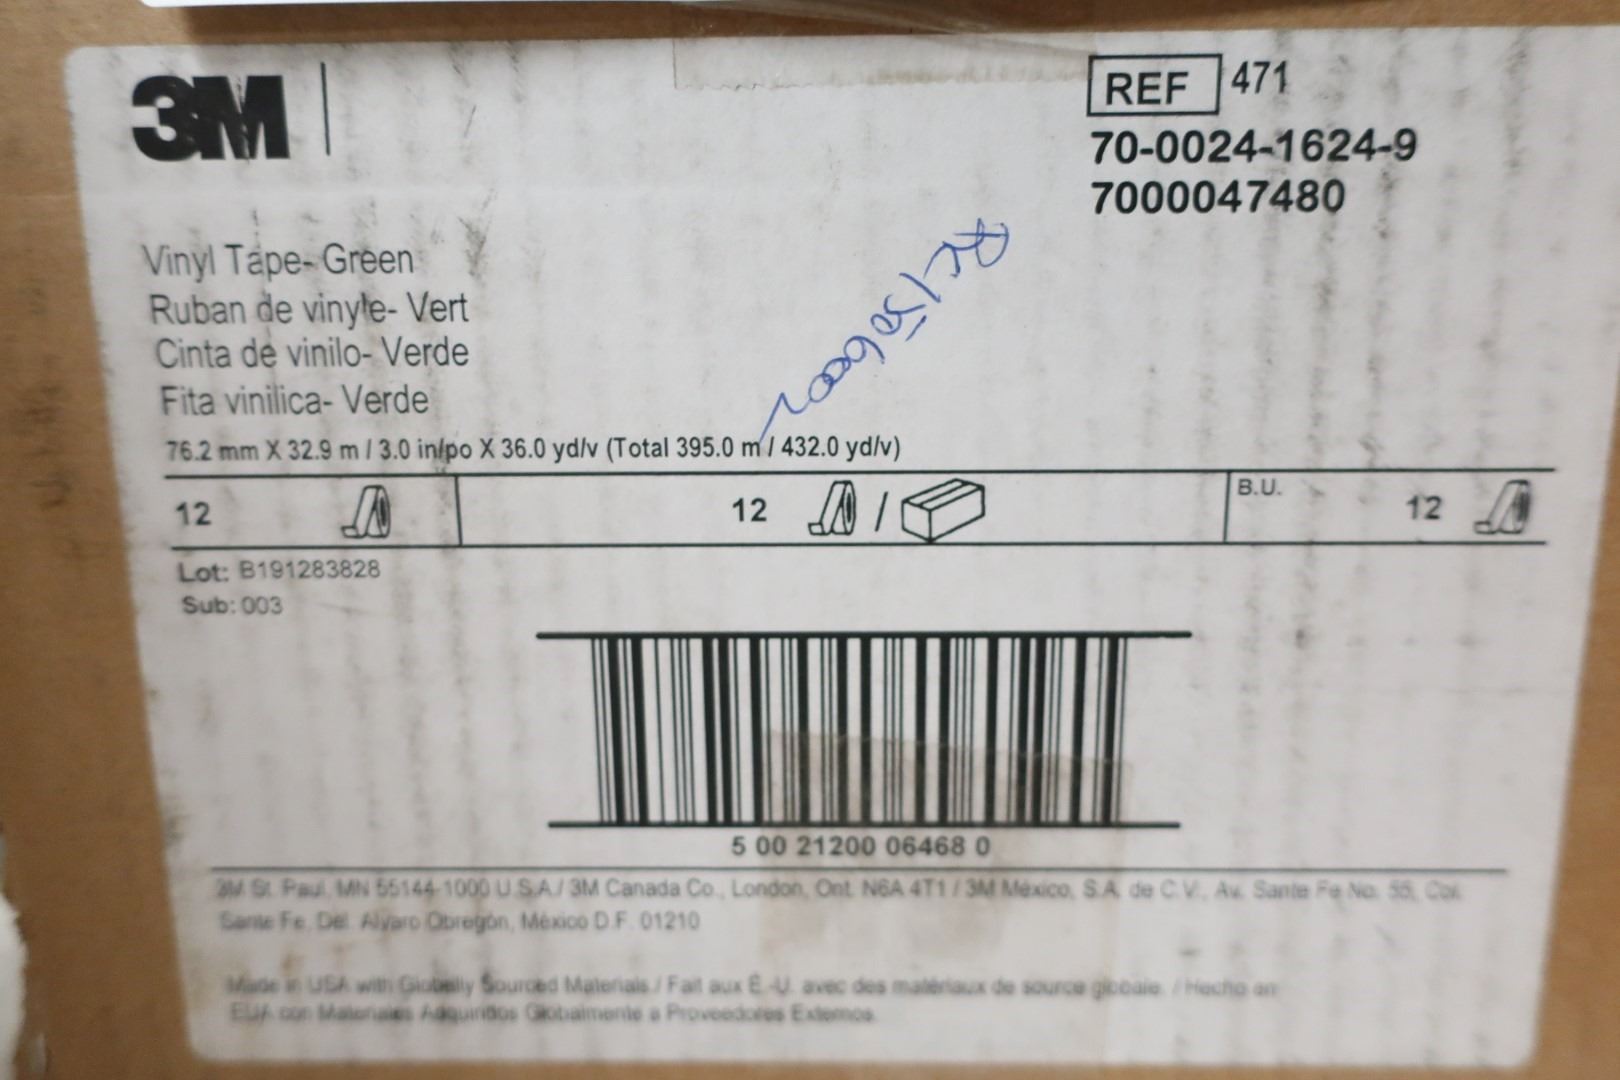 3M
REF 471
70-0024-1624-9
7000047480
Vinyl Tape- Green
Ruban de vinyle- Vert
Cinta de vinilo- Verde
Fita vinilica- Verde
76.2 mm X 32.9 m / 3.0 in/po X 36.0 yd/v (Total 395.0 m / 432.0 yd/v)
12 12 / B.U. 12
Lot: B191283828
Sub: 003
5 00 21200 06468 0
3M St. Paul, MN 55144-1000 U.S.A./ 3M Canada Co., London, Ont. N6A 4T1 / 3M México, S.A. de C.V., Av. Sante Fe No. 55, Col.
Sante Fe, Del. Alvaro Obregón, México D.F. 01210
Made in USA with Globally Sourced Materials / Fait aux É.-U. avec des matériaux de source globale. / Hecho en
EUA con Materiales Adquiridos Globalmente a Proveedores Externos.